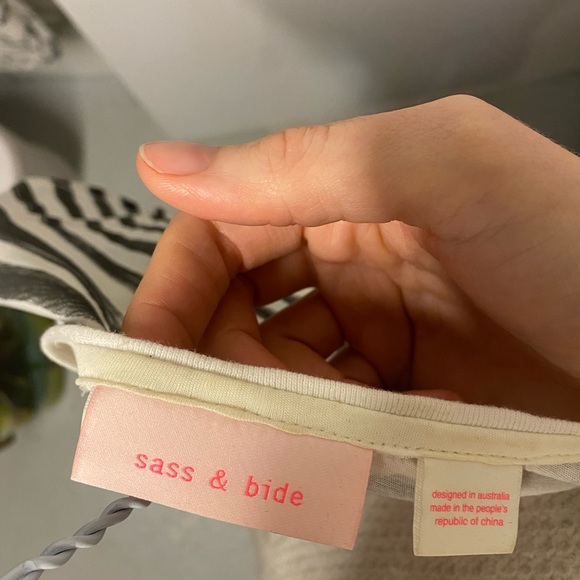 sass & bide
designed in australia
made in the people's
republic of china